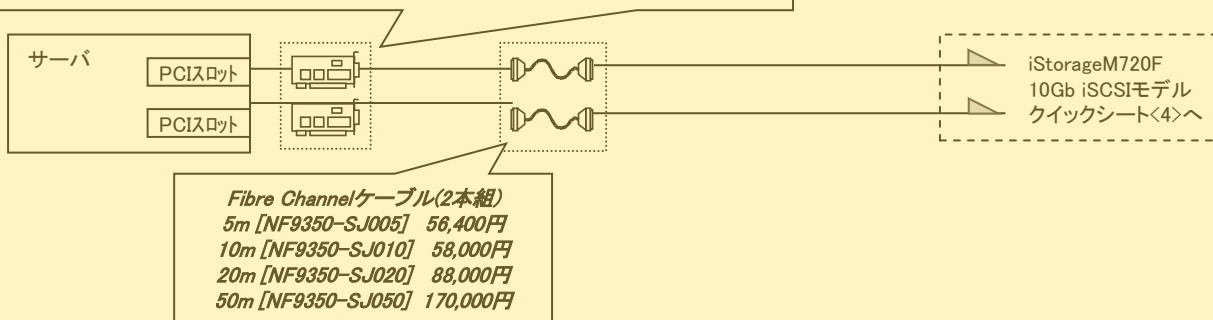 サーバ
PCIスロット
PCIスロット
iStorageM720F
10Gb iSCSIモデル
クイックシート<4>へ
Fibre Channelケーブル(2本組)
5m [NF9350-SJ005] 56,400円
10m [NF9350-SJ010] 58,000円
20m [NF9350-SJ020] 88,000円
50m [NF9350-SJ050] 170,000円